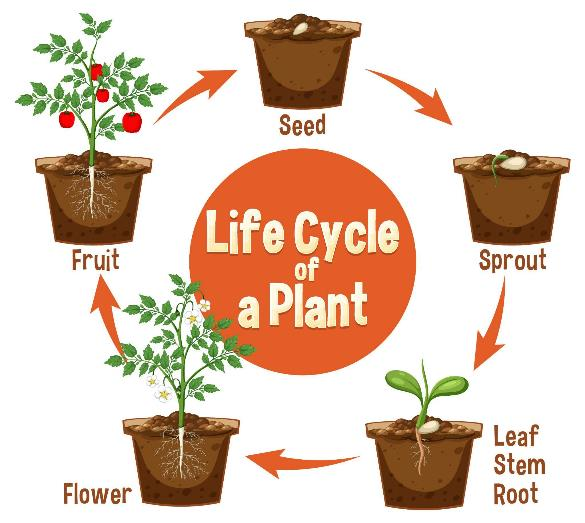 Seed
Life Cycle
of
a Plant
Sprout
Leaf
Stem
Root
Flower
Fruit